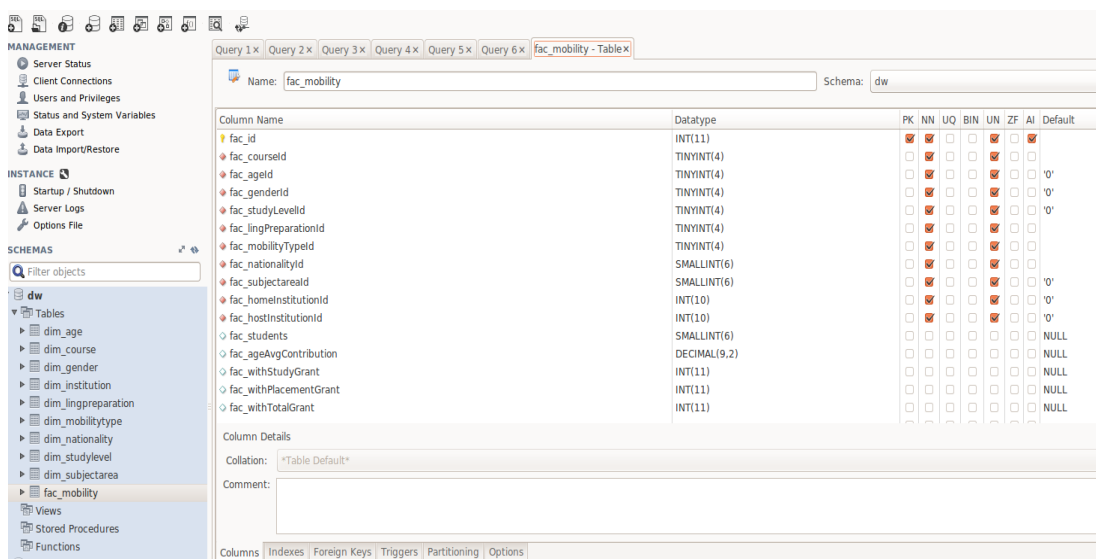 MANAGEMENT
Server Status
Client Connections
Users and Privileges
Status and System Variables
Data Export
Data Import/Restore
INSTANCE
Startup / Shutdown
Server Logs
Options File
SCHEMAS
Filter objects
dw
Tables
dim_age
dim_course
dim_gender
dim_institution
dim_lingpreparation
dim_mobilitytype
dim_nationality
dim_studylevel
dim_subjectarea
fac_mobility
Views
Stored Procedures
Functions
Query 1 Query 2 Query 3 Query 4 Query 5 Query 6 fac_mobility - Table
Name: fac_mobility Schema: dw
Column Name Datatype PK NN UQ BIN UN ZF AI Default
fac_id INT(11)
fac_courseId TINYINT(4)
fac_ageId TINYINT(4) '0'
fac_genderId TINYINT(4) '0'
fac_studyLevelId TINYINT(4) '0'
fac_lingPreparationId TINYINT(4)
fac_mobilityTypeId TINYINT(4)
fac_nationalityId SMALLINT(6)
fac_subjectareaId SMALLINT(6) '0'
fac_homeInstitutionId INT(10) '0'
fac_hostInstitutionId INT(10) '0'
fac_students SMALLINT(6) NULL
fac_ageAvgContribution DECIMAL(9,2) NULL
fac_withStudyGrant INT(11) NULL
fac_withPlacementGrant INT(11) NULL
fac_withTotalGrant INT(11) NULL
Column Details
Collation: *Table Default*
Comment:
Columns Indexes Foreign Keys Triggers Partitioning Options